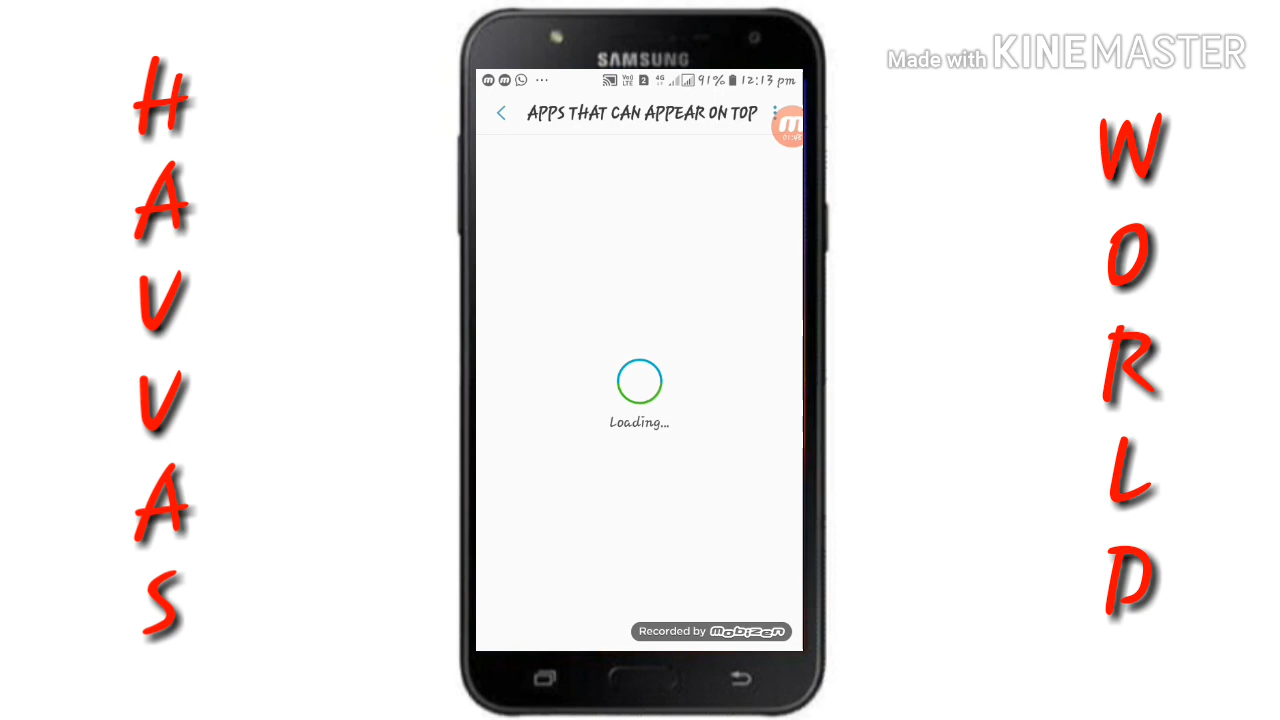 HAVVAS
SAMSUNG
91% 12:13 pm
APPS THAT CAN APPEAR ON TOP
Loading...
Recorded by mobizen
Made with KINEMASTER
WORLD